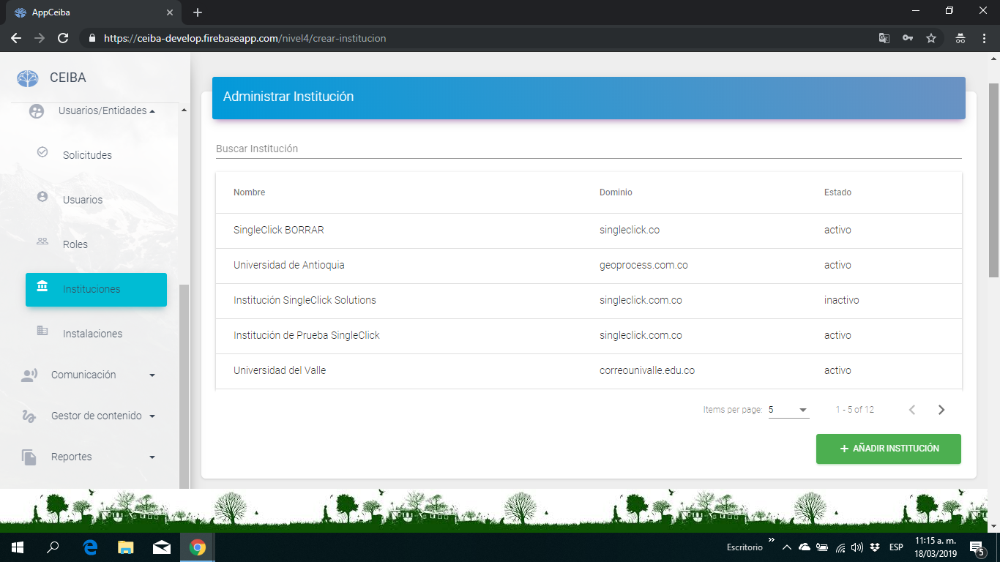 AppCeiba
https://ceiba-develop.firebaseapp.com/nivel4/crear-institucion
CEIBA
Usuarios/Entidades
Solicitudes
Usuarios
Roles
Instituciones
Instalaciones
Comunicación
Gestor de contenido
Reportes
Administrar Institución
Buscar Institución
Nombre Dominio Estado
SingleClick BORRAR singleclick.co activo
Universidad de Antioquia geoprocess.com.co activo
Institución SingleClick Solutions singleclick.com.co inactivo
Institución de Prueba SingleClick singleclick.com.co activo
Universidad del Valle correounivalle.edu.co activo
Items per page: 5 1 - 5 of 12
+ AÑADIR INSTITUCIÓN
Escritorio » ESP 11:15 a. m.
18/03/2019
5